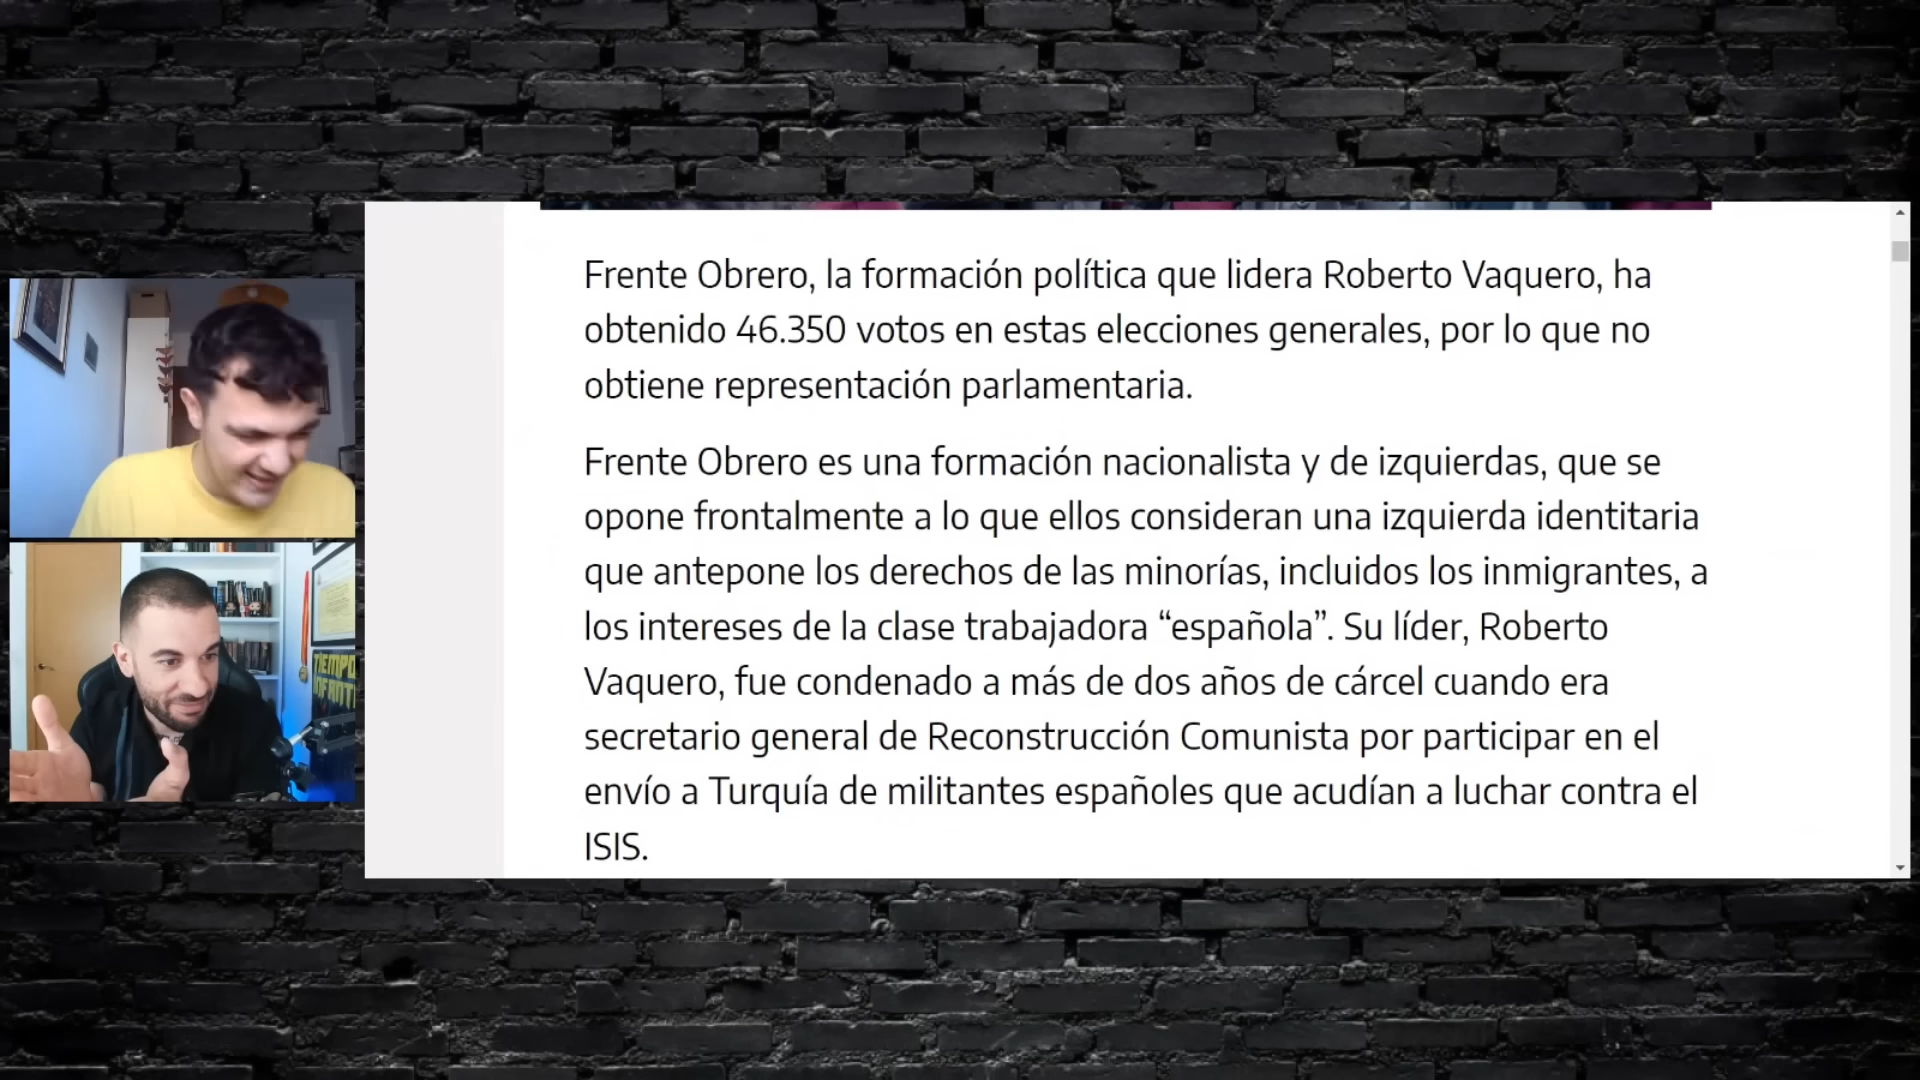 Frente Obrero, la formación política que lidera Roberto Vaquero, ha
obtenido 46.350 votos en estas elecciones generales, por lo que no
obtiene representación parlamentaria.
Frente Obrero es una formación nacionalista y de izquierdas, que se
opone frontalmente a lo que ellos consideran una izquierda identitaria
que antepone los derechos de las minorías, incluidos los inmigrantes, a
los intereses de la clase trabajadora “española”. Su líder, Roberto
Vaquero, fue condenado a más de dos años de cárcel cuando era
secretario general de Reconstrucción Comunista por participar en el
envío a Turquía de militantes españoles que acudían a luchar contra el
ISIS.
TIEMPO